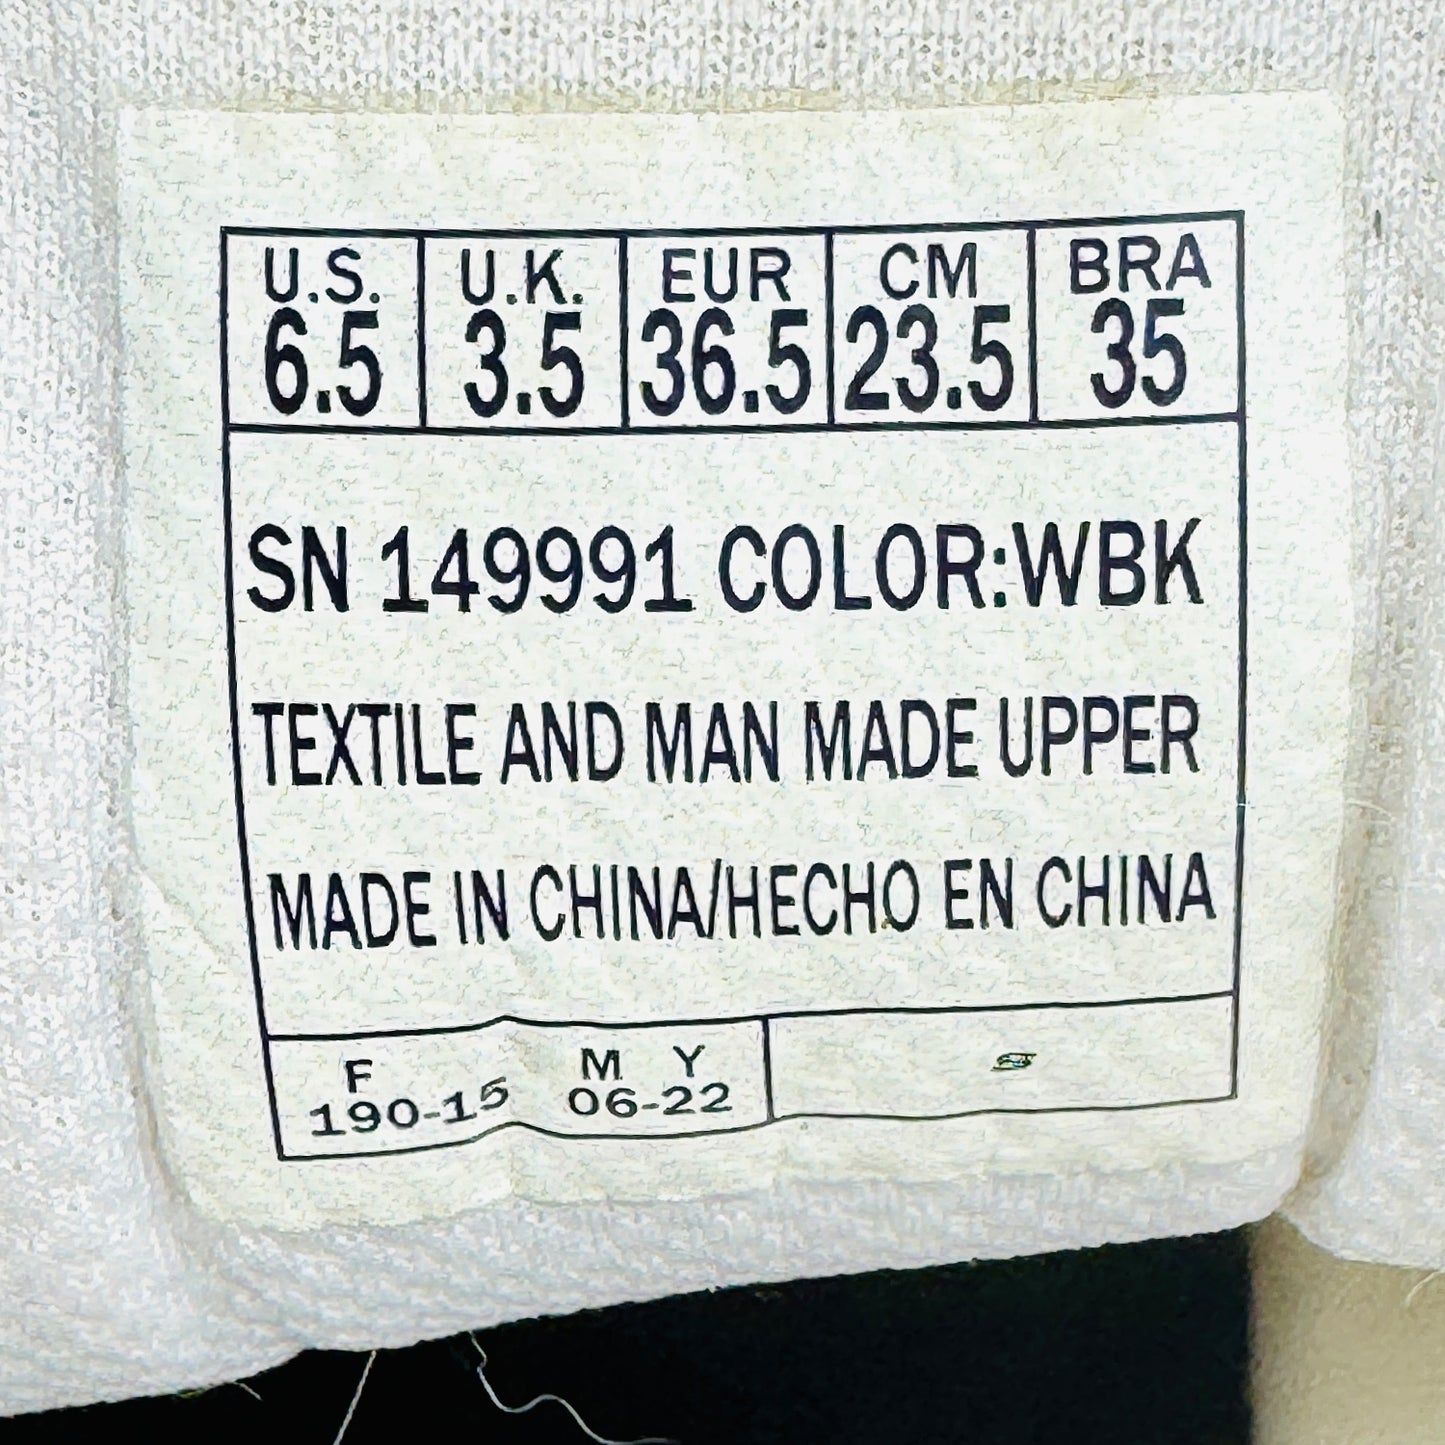 U.S. U.K. EUR CM BRA
6.5 3.5 36.5 23.5 35
SN 149991 COLOR:WBK
TEXTILE AND MAN MADE UPPER
MADE IN CHINA/HECHO EN CHINA
F M Y
190-15 06-22